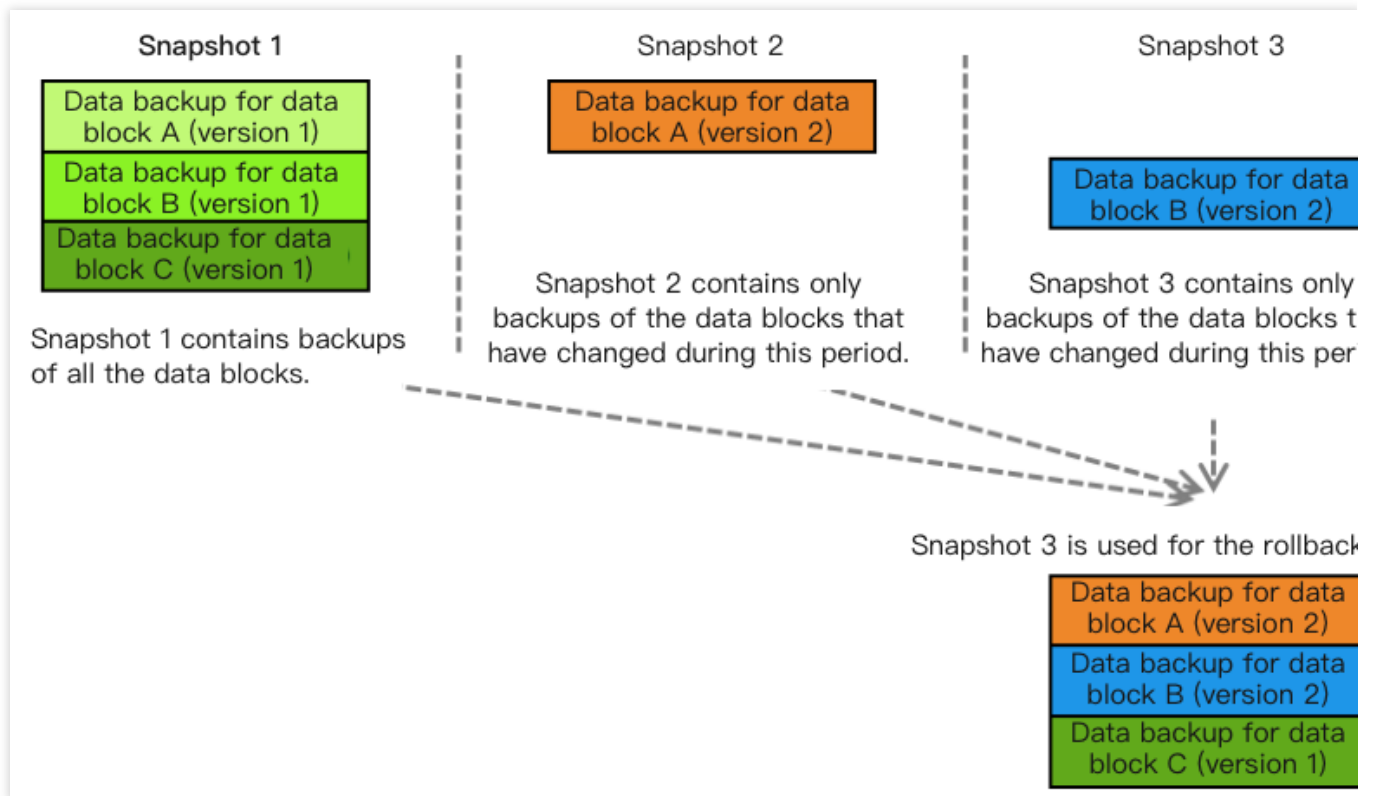 Snapshot 1
Data backup for data
block A (version 1)
Data backup for data
block B (version 1)
Data backup for data
block C (version 1)
Snapshot 1 contains backups
of all the data blocks.
Snapshot 2
Data backup for data
block A (version 2)
Snapshot 2 contains only
backups of the data blocks that
have changed during this period.
Snapshot 3
Data backup for data
block B (version 2)
Snapshot 3 contains only
backups of the data blocks t
have changed during this per
Snapshot 3 is used for the rollback
Data backup for data
block A (version 2)
Data backup for data
block B (version 2)
Data backup for data
block C (version 1)